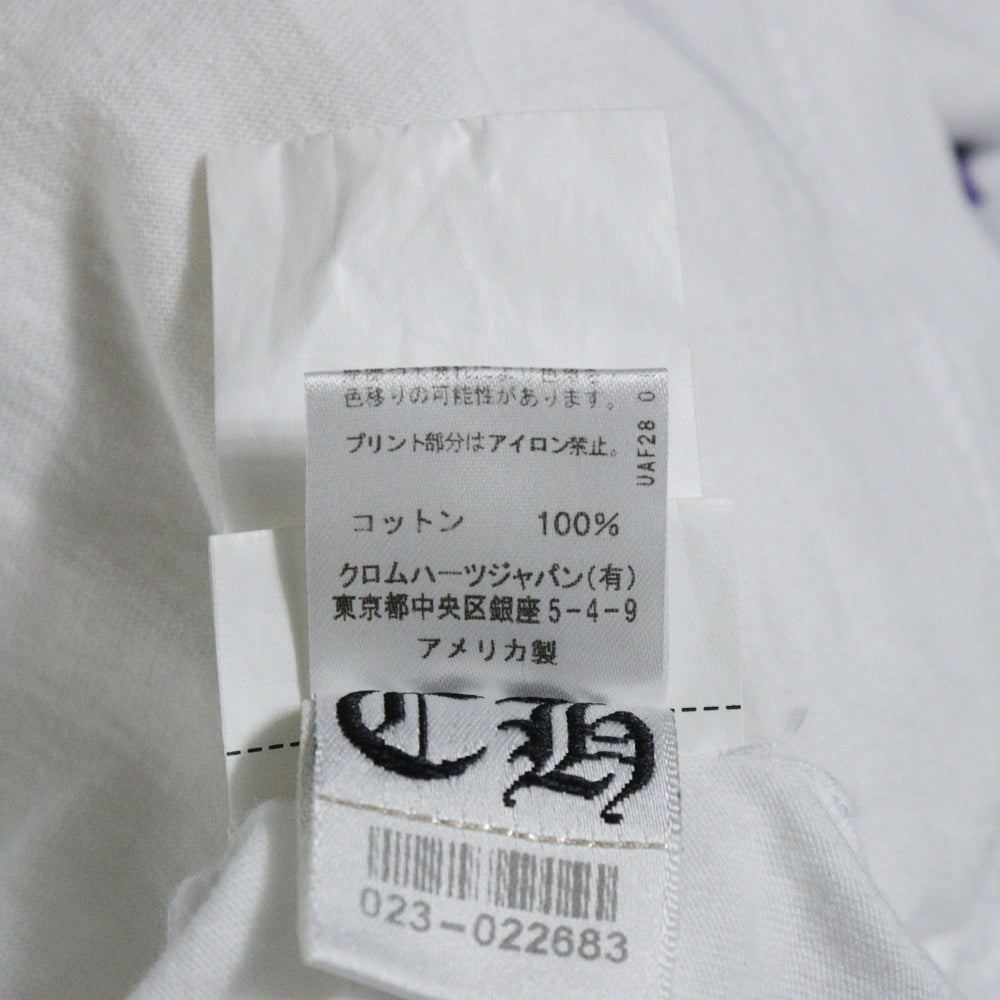 色移りの可能性があります。
プリント部分はアイロン禁止。
UAF28 0
コットン 100%
クロムハーツジャパン(有)
東京都中央区銀座5-4-9
アメリカ製
CH
023-022683